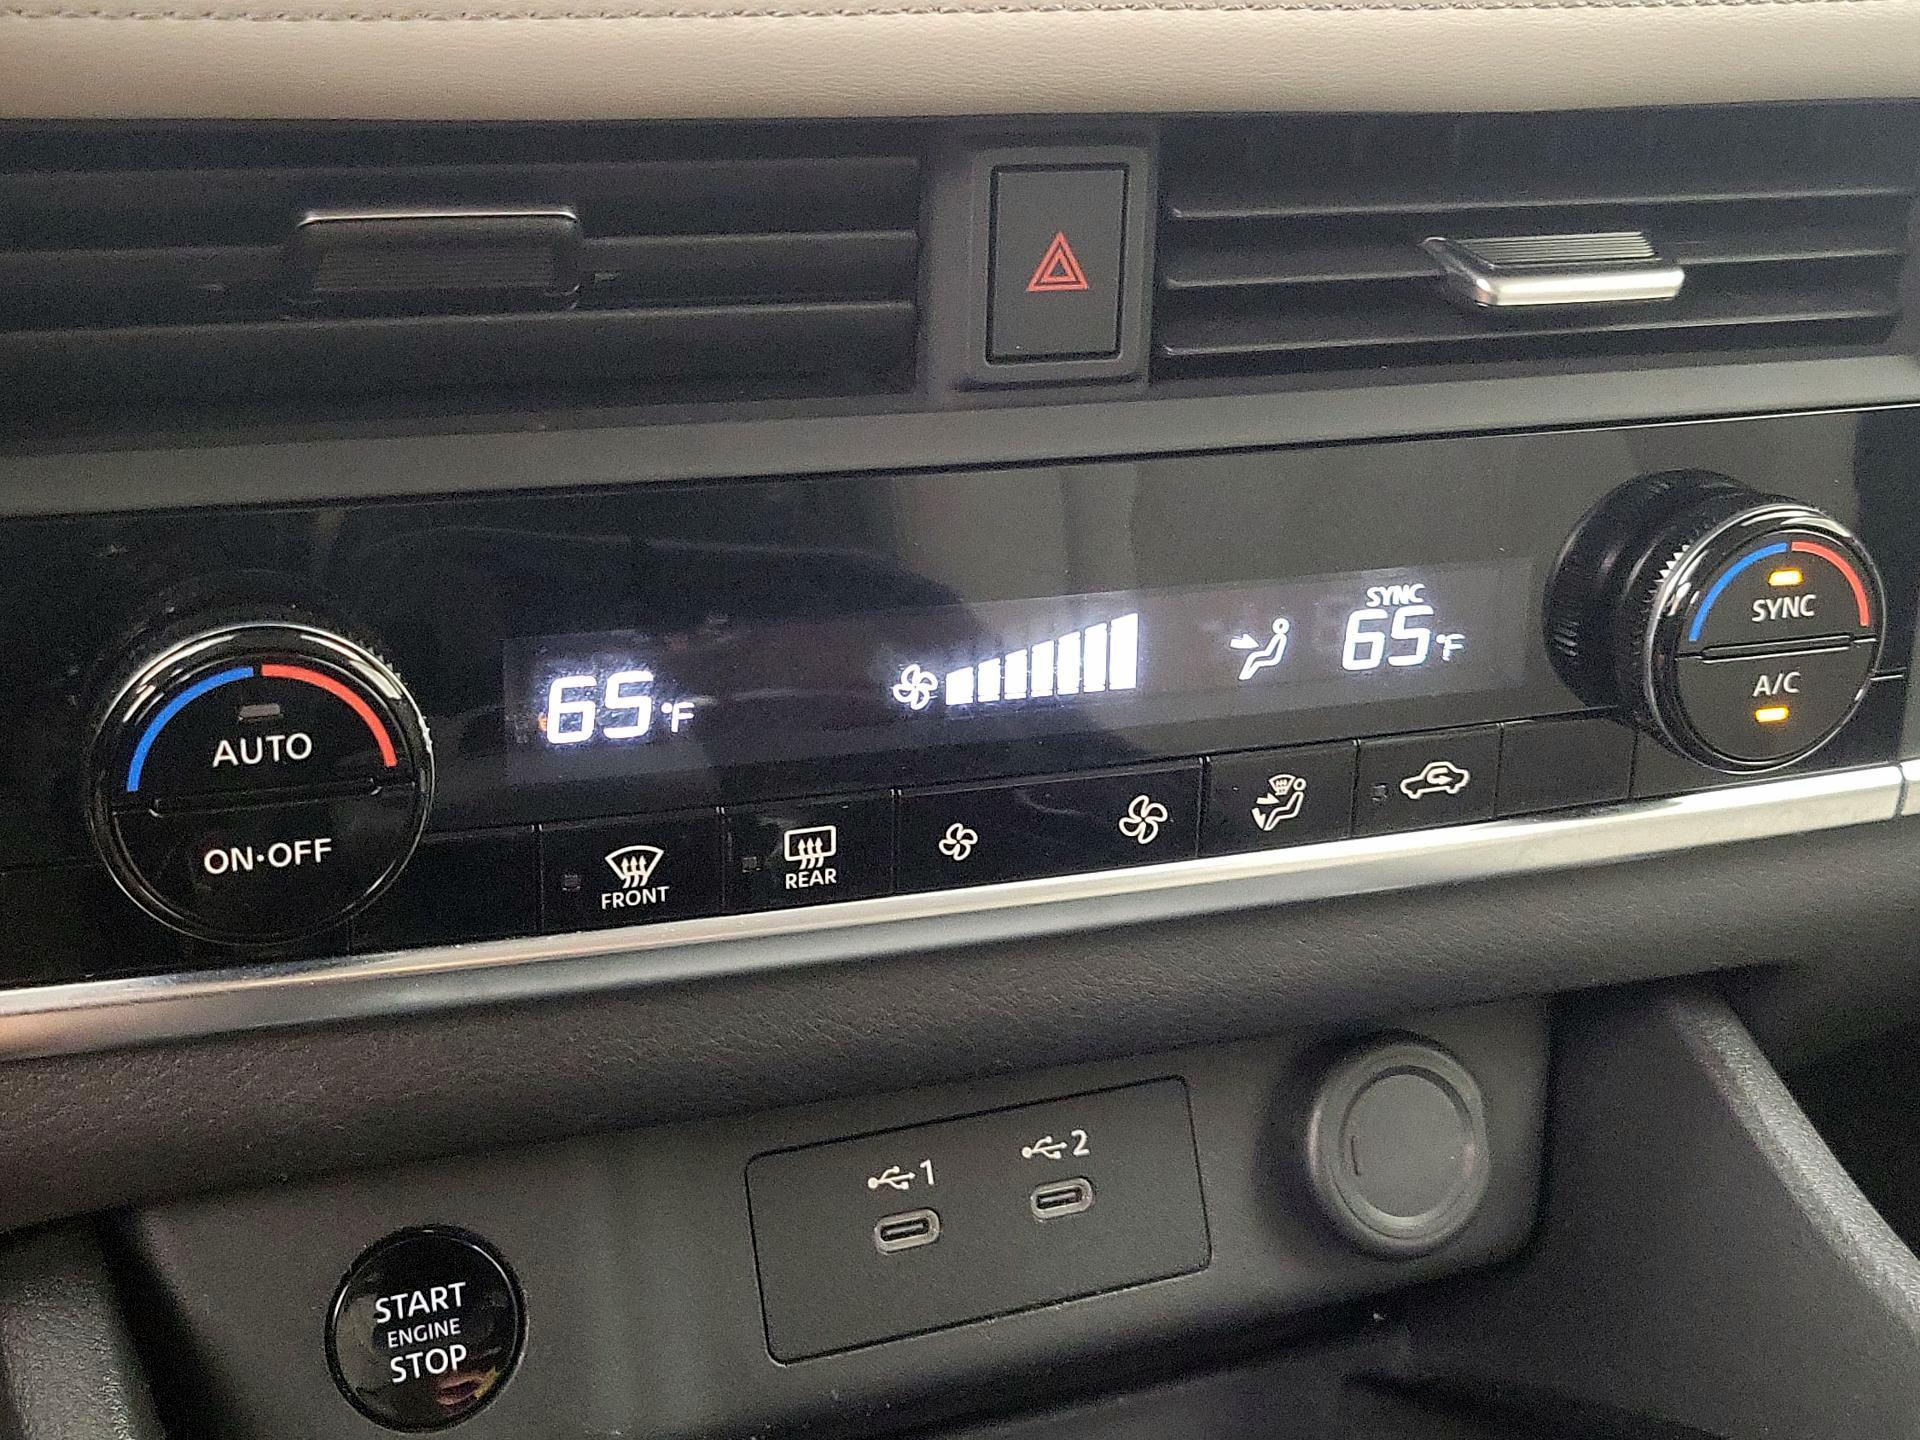 SYNC
65°F
65°F
SYNC
A/C
AUTO
ON•OFF
FRONT
REAR
1
2
START
ENGINE
STOP